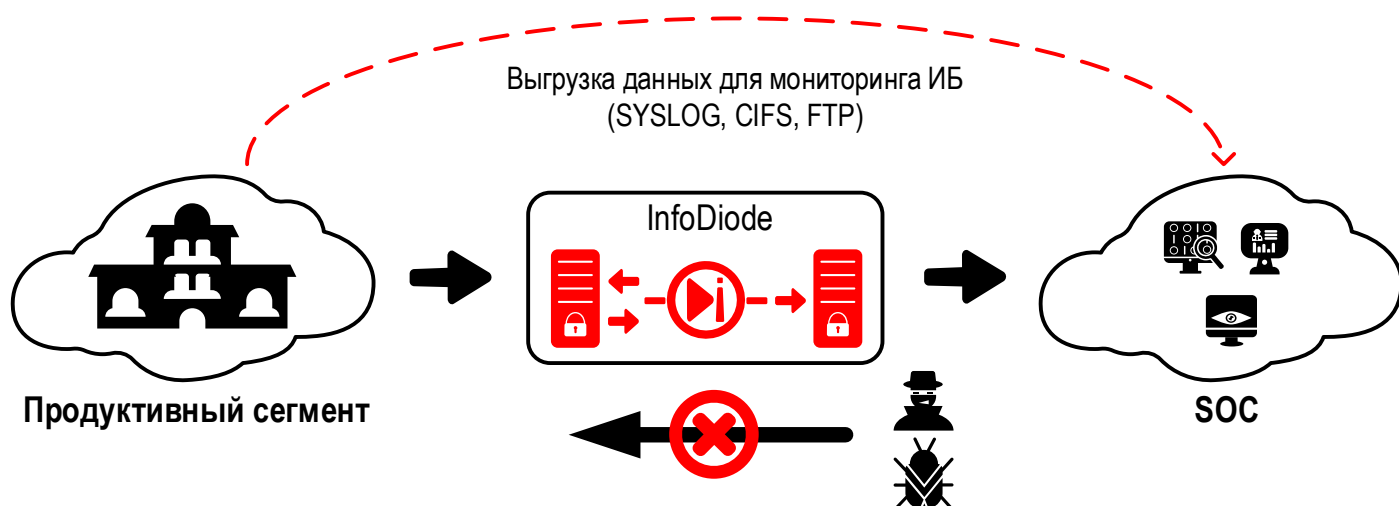 Выгрузка данных для мониторинга ИБ
(SYSLOG, CIFS, FTP)
InfoDiode
Продуктивный сегмент
SOC